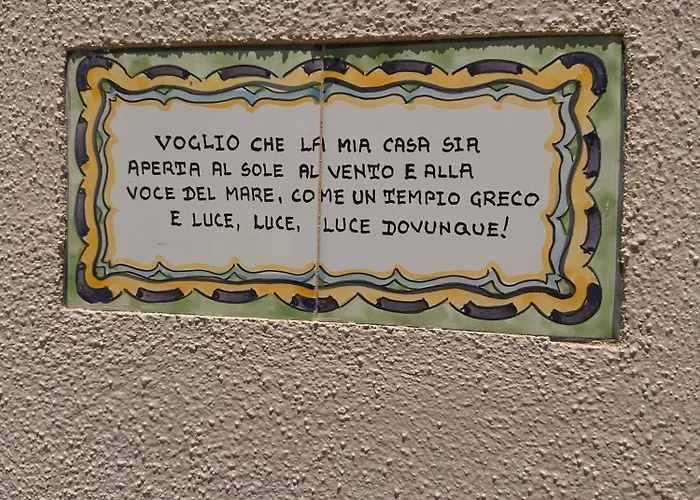 VOGLIO CHE LA MIA CASA SIA
APERTA AL SOLE AL VENTO E ALLA
VOCE DEL MARE, COME UN TEMPIO GRECO
E LUCE, LUCE, LUCE DOVUNQUE!